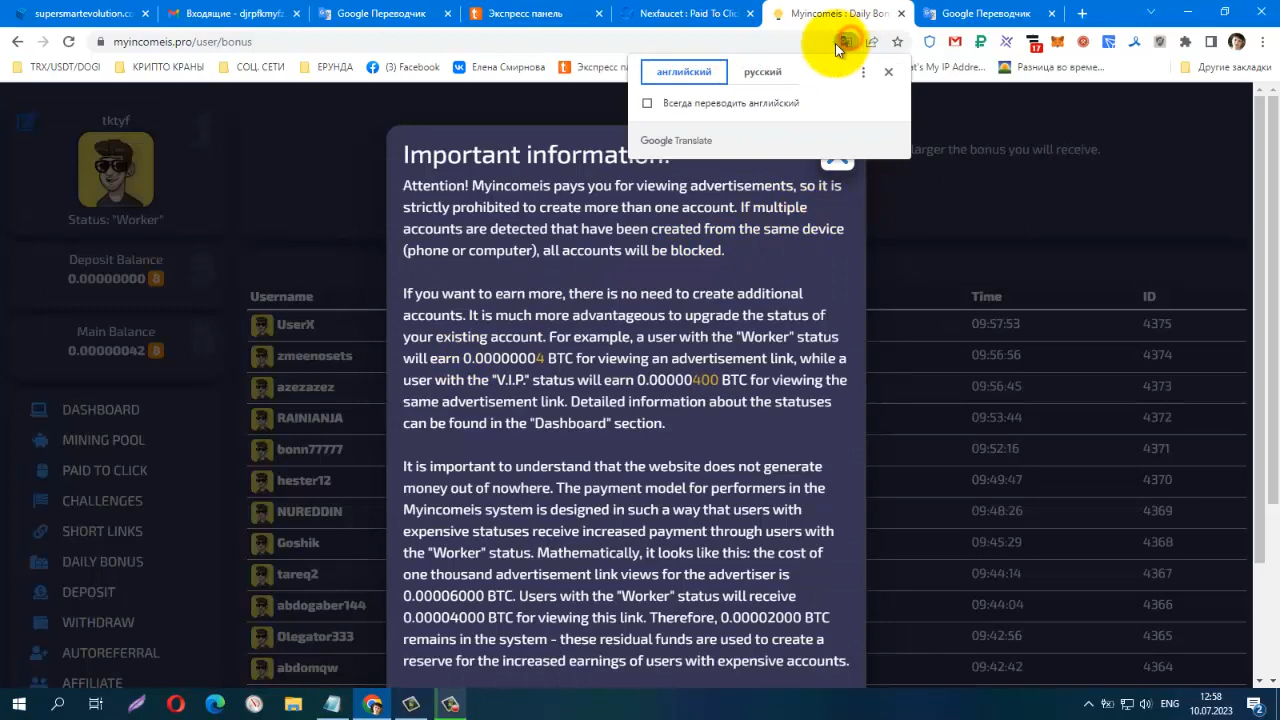 supersmartevolution
Входящие - djrpfkmyfz
Экспресс панель
Nexfaucet : Nexbux
Myincomeis : Daily Bon
Google Переводчик
Google Переводчик
myincomeis.pro/user/bonus
17
TRX/USDT/DOGE
ПО КРАНЫ
СОЦ. СЕТИ
(3) Facebook
Елена Смирнова
Экспресс па
at's My IP Addre...
Разница во време...
Другие закладки
английский
русский
Всегда переводить английский
Google Translate
tktyf
Status: "Worker"
Deposit Balance
0.00000000
Main Balance
DASHBOARD
MINING POOL
PAID TO CLICK
CHALLENGES
SHORT LINKS
DAILY BONUS
DEPOSIT
WITHDRAW
AUTOREFERRAL
AFFILIATE
larger the bonus you will receive.
Important information!
Attention! Myincomeis pays you for viewing advertisements, so it is
strictly prohibited to create more than one account. If multiple
accounts are detected that have been created from the same device
(phone or computer), all accounts will be blocked.
If you want to earn more, there is no need to create additional
accounts. It is much more advantageous to upgrade the status of
your existing account. For example, a user with the "Worker" status
will earn 0.00000004 BTC for viewing an advertisement link, while a
user with the "V.I.P." status will earn 0.00000400 BTC for viewing the
same advertisement link. Detailed information about the statuses
can be found in the "Dashboard" section.
It is important to understand that the website does not generate
money out of nowhere. The payment model for performers in the
Myincomeis system is designed in such a way that users with
expensive statuses receive increased payment through users with
the "Worker" status. Mathematically, it looks like this: the cost of
one thousand advertisement link views for the advertiser is
0.00006000 BTC. Users with the "Worker" status will receive
0.00004000 BTC for viewing this link. Therefore, 0.00002000 BTC
remains in the system - these residual funds are used to create a
reserve for the increased earnings of users with expensive accounts.
Username Time ID
UserX 09:57:53 4375
zmeenosets 09:56:56 4374
azezazez 09:56:45 4373
RAINIANJA 09:53:44 4372
bonn7777 09:52:16 4371
hester12 09:49:47 4370
NUREDDIN 09:48:26 4369
Goshik 09:45:29 4368
tareq2 09:44:14 4367
abdogaber144 09:44:04 4366
Olegator333 09:42:56 4365
abdomqw 09:42:42 4364
ENG
12:58
10.07.2023